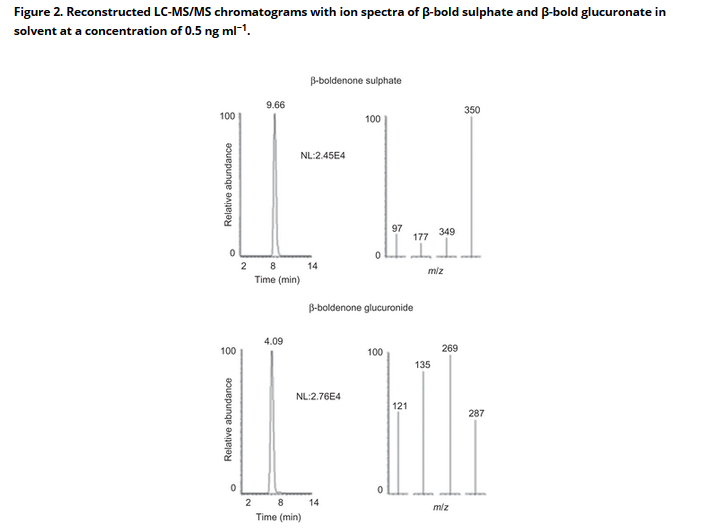 Figure 2. Reconstructed LC-MS/MS chromatograms with ion spectra of β-bold sulphate and β-bold glucuronate in
solvent at a concentration of 0.5 ng ml⁻¹.
β-boldenone sulphate
9.66
100
Relative abundance
NL:2.45E4
0
2 8 14
Time (min)
350
100
97
177
349
0
m/z
β-boldenone glucuronide
4.09
100
Relative abundance
NL:2.76E4
0
2 8 14
Time (min)
269
100
135
121
287
0
m/z